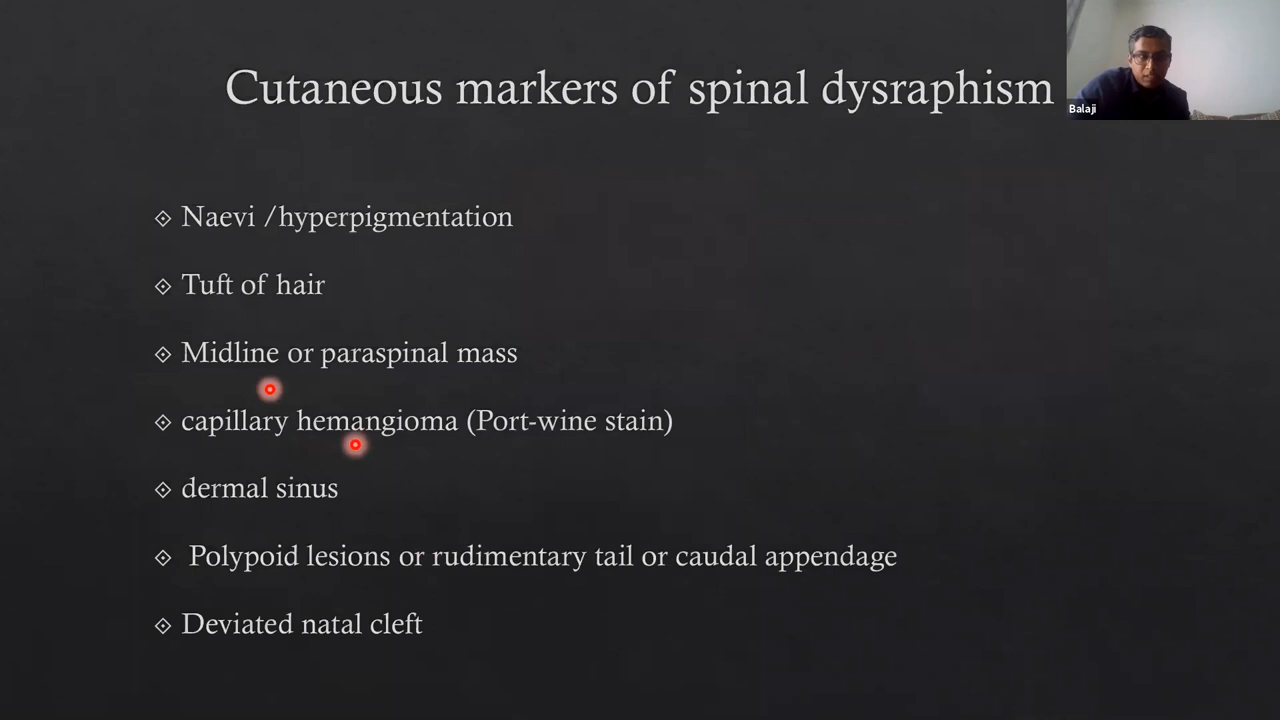 Cutaneous markers of spinal dysraphism
Balaji
Naevi /hyperpigmentation
Tuft of hair
Midline or paraspinal mass
capillary hemangioma (Port-wine stain)
dermal sinus
Polypoid lesions or rudimentary tail or caudal appendage
Deviated natal cleft